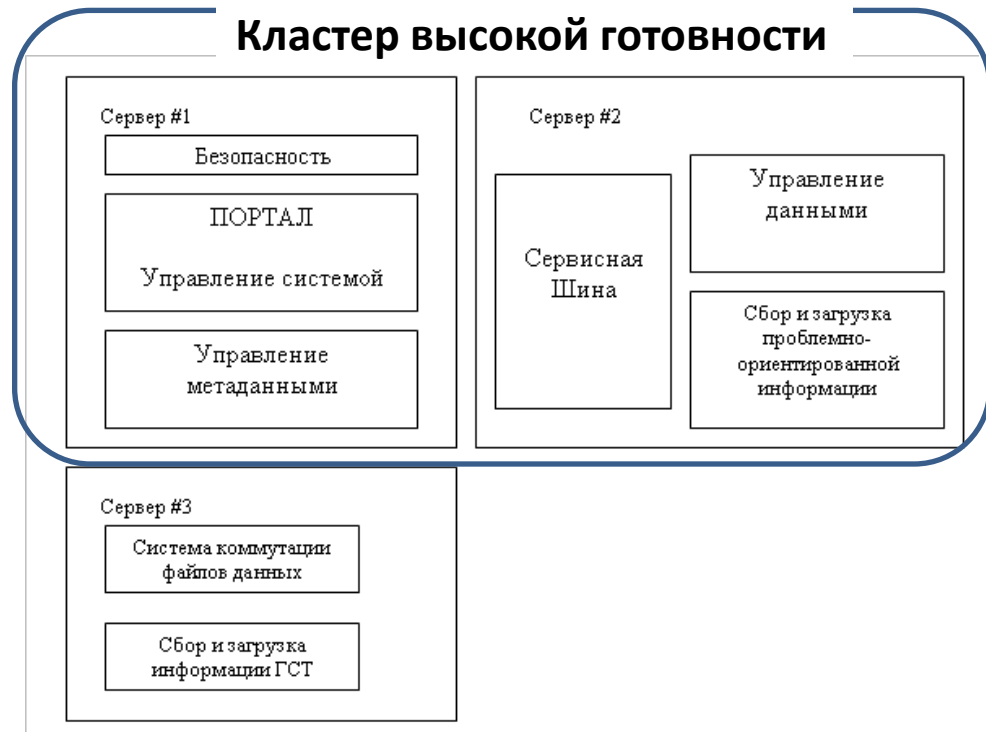 Кластер высокой готовности
Сервер #1
Безопасность
ПОРТАЛ
Управление системой
Управление
метаданными
Сервер #2
Сервисная
Шина
Управление
данными
Сбор и загрузка
проблемно-
ориентированной
информации
Сервер #3
Система коммутации
файлов данных
Сбор и загрузка
информации ГСТ